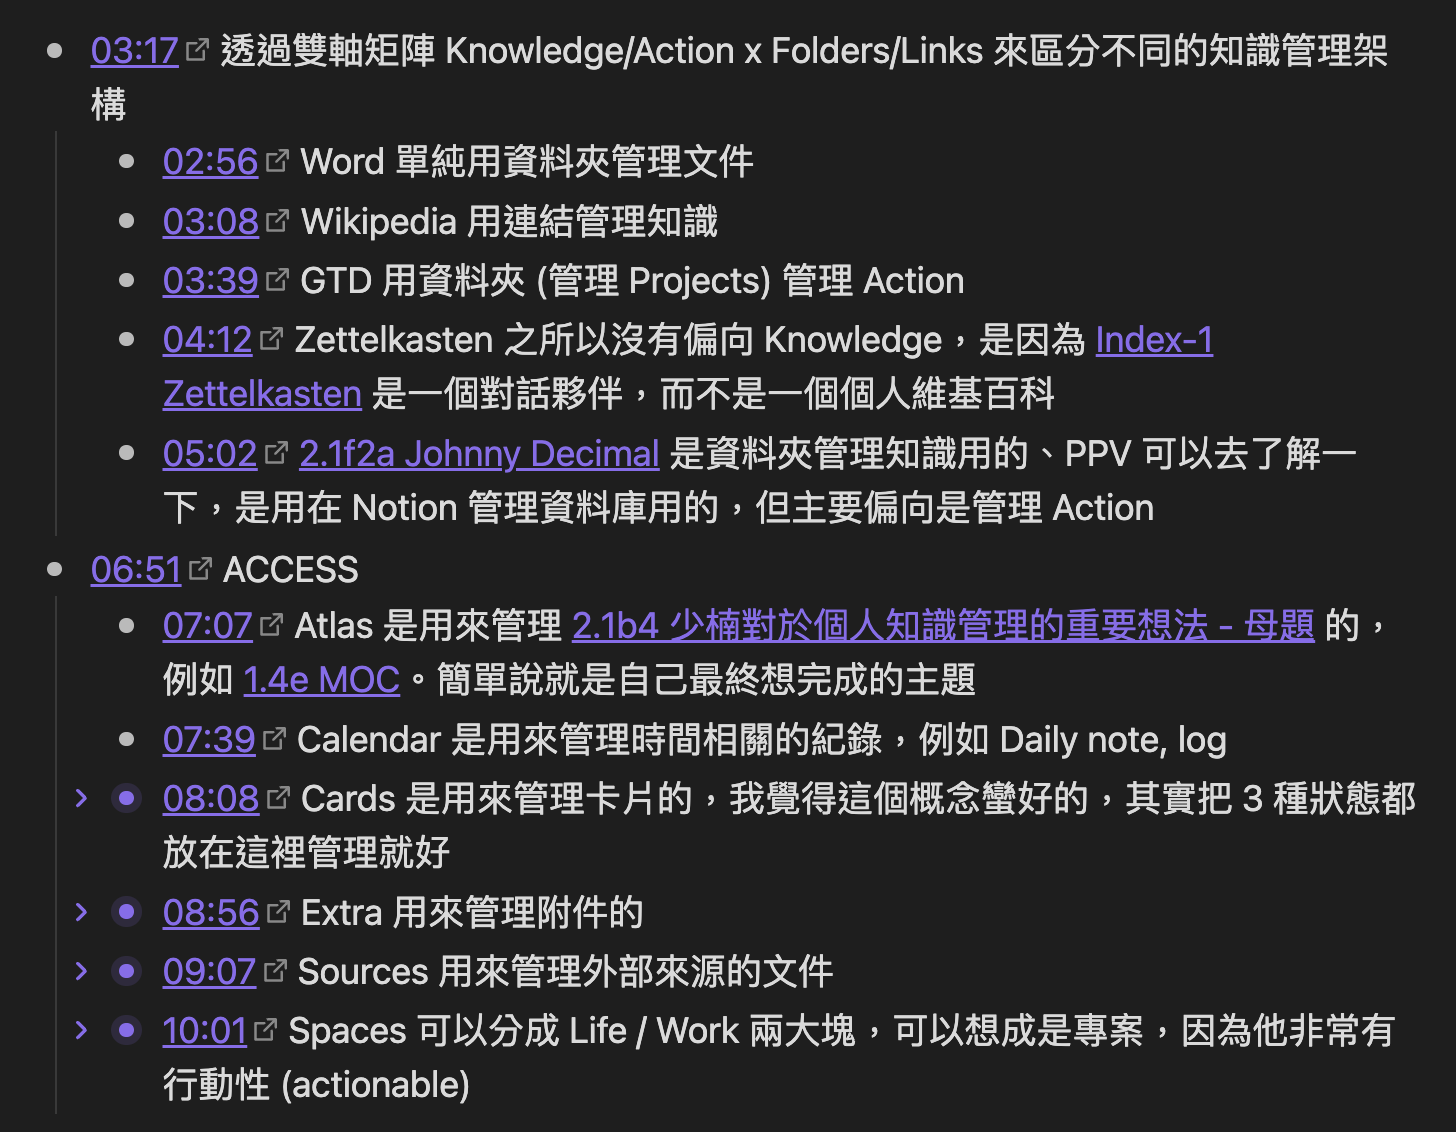 03:17 透過雙軸矩陣 Knowledge/Action x Folders/Links 來區分不同的知識管理架
構
02:56 Word 單純用資料夾管理文件
03:08 Wikipedia 用連結管理知識
03:39 GTD 用資料夾 (管理 Projects) 管理 Action
04:12 Zettelkasten 之所以沒有偏向 Knowledge，是因為 Index-1
Zettelkasten 是一個對話夥伴，而不是一個個人維基百科
05:02 2.1f2a Johnny Decimal 是資料夾管理知識用的、PPV 可以去了解一
下，是用在 Notion 管理資料庫用的，但主要偏向是管理 Action
06:51 ACCESS
07:07 Atlas 是用來管理 2.1b4 少楠對於個人知識管理的重要想法 - 母題 的，
例如 1.4e MOC。簡單說就是自己最終想完成的主題
07:39 Calendar 是用來管理時間相關的紀錄，例如 Daily note, log
08:08 Cards 是用來管理卡片的，我覺得這個概念蠻好的，其實把 3 種狀態都
放在這裡管理就好
08:56 Extra 用來管理附件的
09:07 Sources 用來管理外部來源的文件
10:01 Spaces 可以分成 Life / Work 兩大塊，可以想成是專案，因為他非常有
行動性 (actionable)